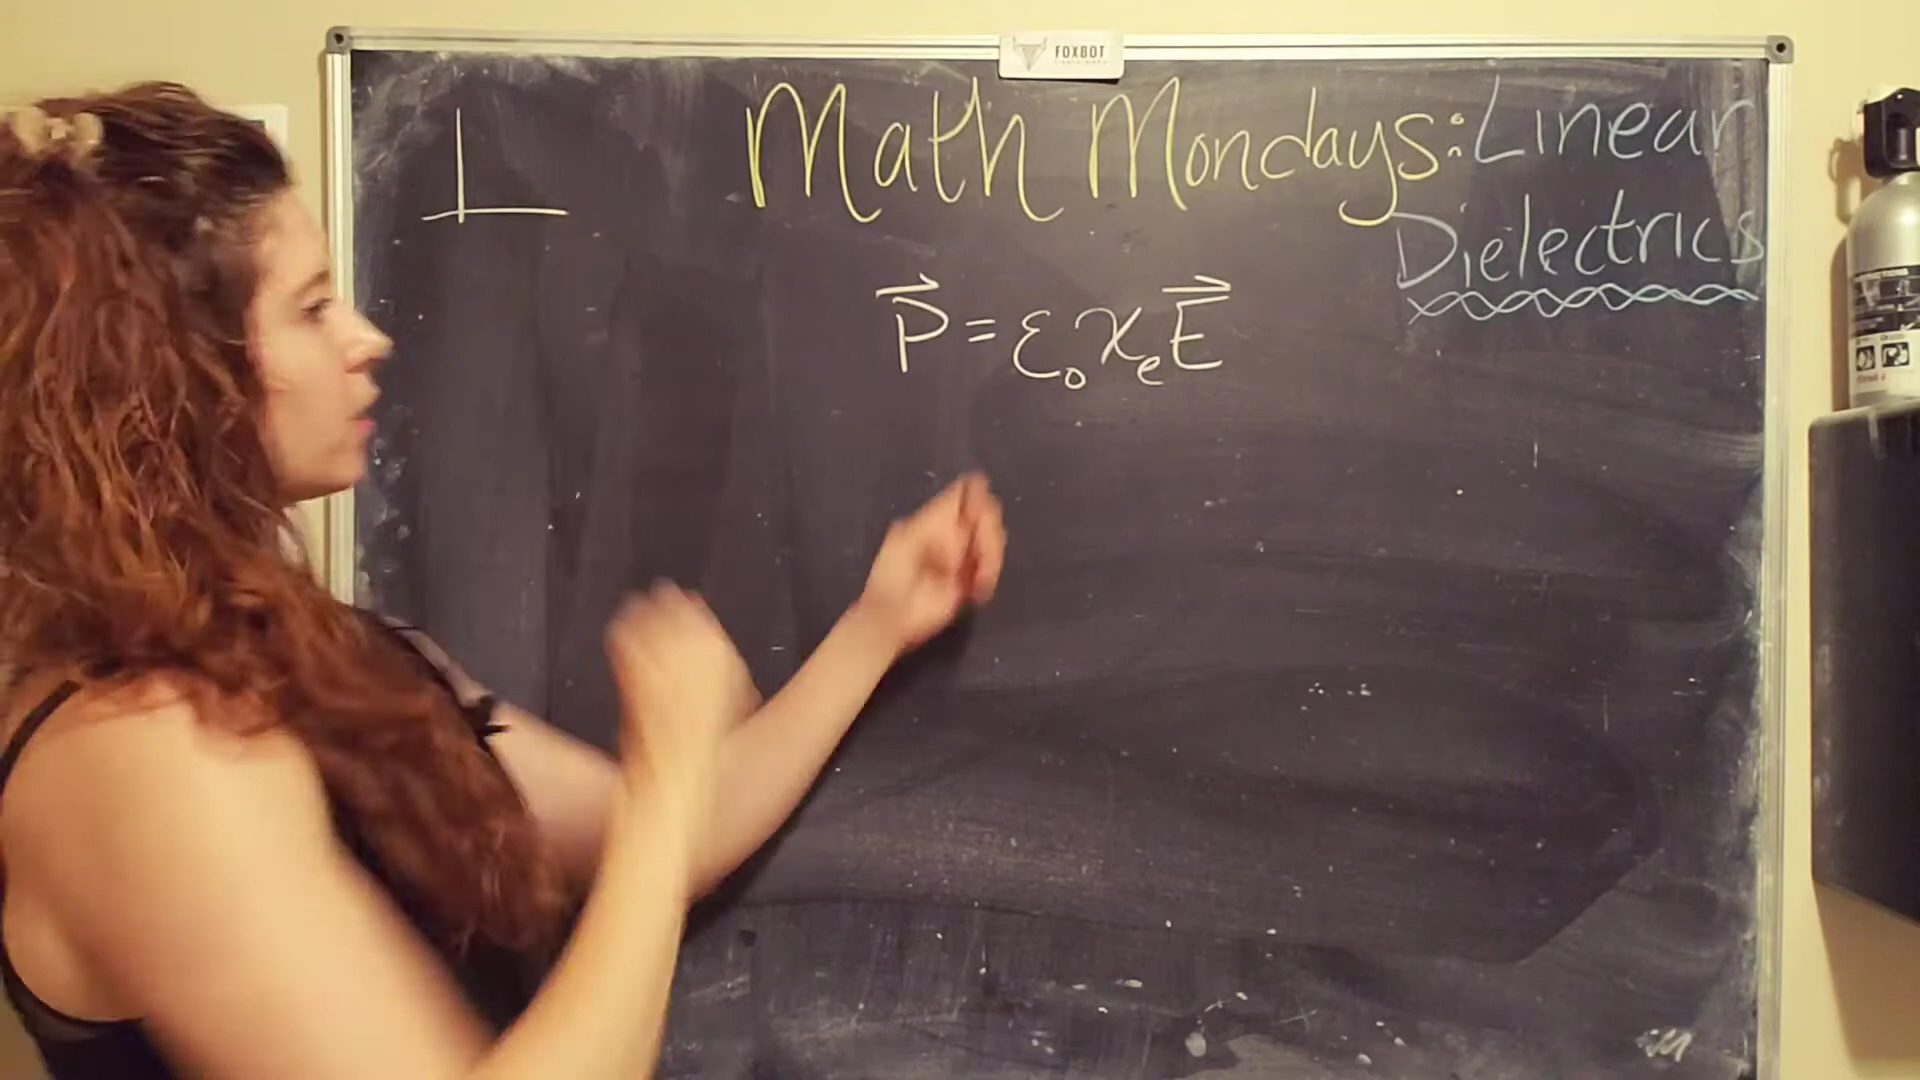 FOXBOT
Math Mondays: Linear
Dielectrics
P⃗ = ε₀χₑE⃗